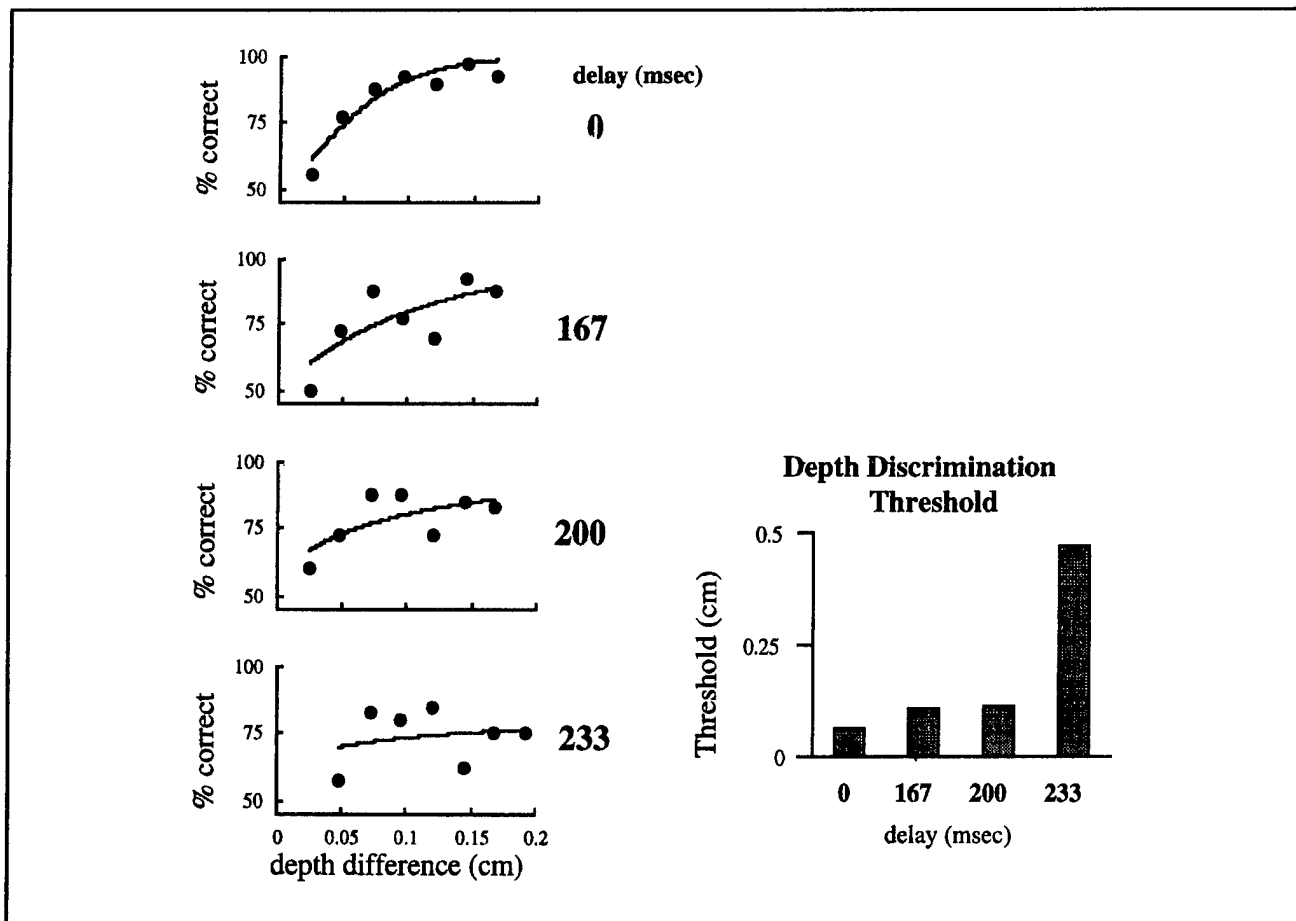 100
75
50
% correct
delay (msec)
0
100
75
50
% correct
167
100
75
50
% correct
200
100
75
50
% correct
233
0 0.05 0.1 0.15 0.2
depth difference (cm)
Depth Discrimination
Threshold
0.5
0.25
0
Threshold (cm)
0 167 200 233
delay (msec)